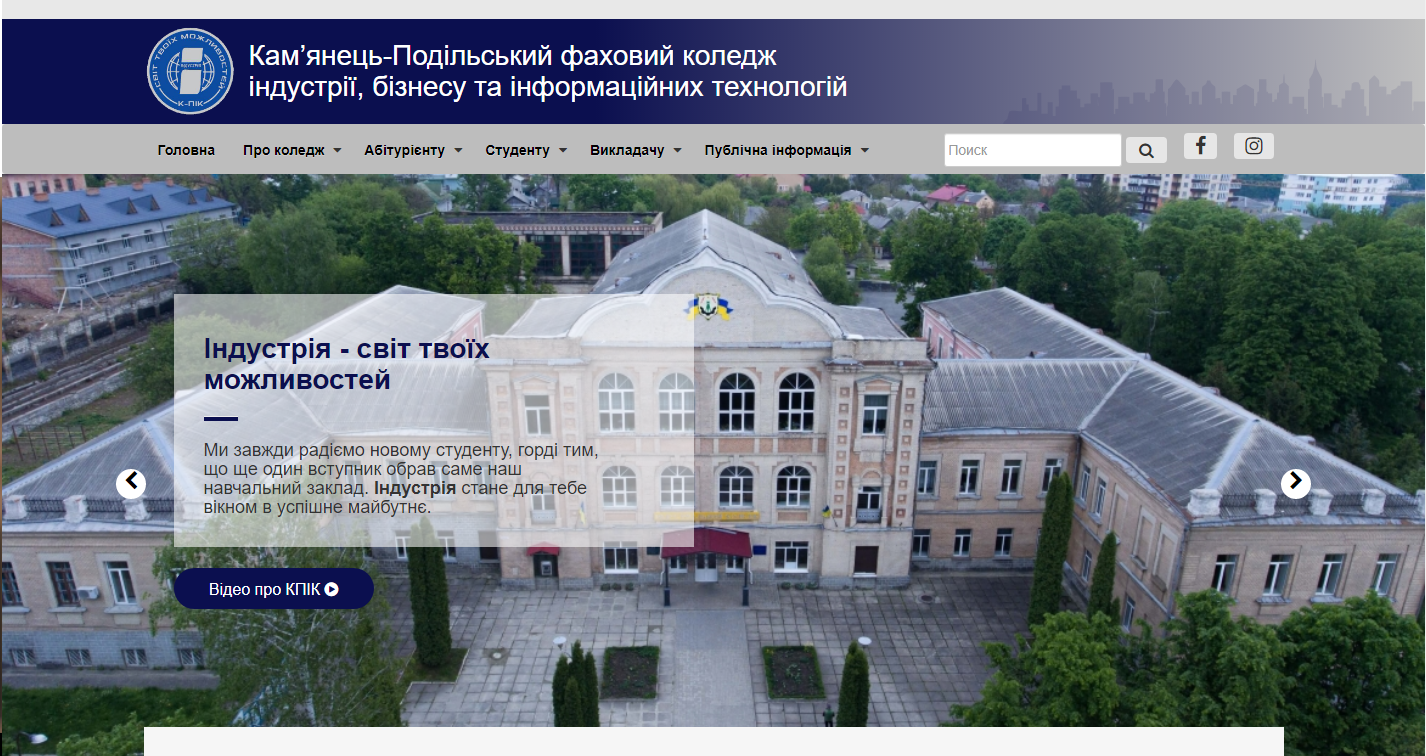 СВІТ ТВОЇХ МОЖЛИВОСТЕЙ
ІНДУСТРІЯ
К-ПІК
Кам’янець-Подільський фаховий коледж
індустрії, бізнесу та інформаційних технологій
Головна
Про коледж
Абітурієнту
Студенту
Викладачу
Публічна інформація
Поиск
Індустрія - світ твоїх
можливостей
Ми завжди радіємо новому студенту, горді тим,
що ще один вступник обрав саме наш
навчальний заклад. Індустрія стане для тебе
вікном в успішне майбутнє.
Відео про КПІК